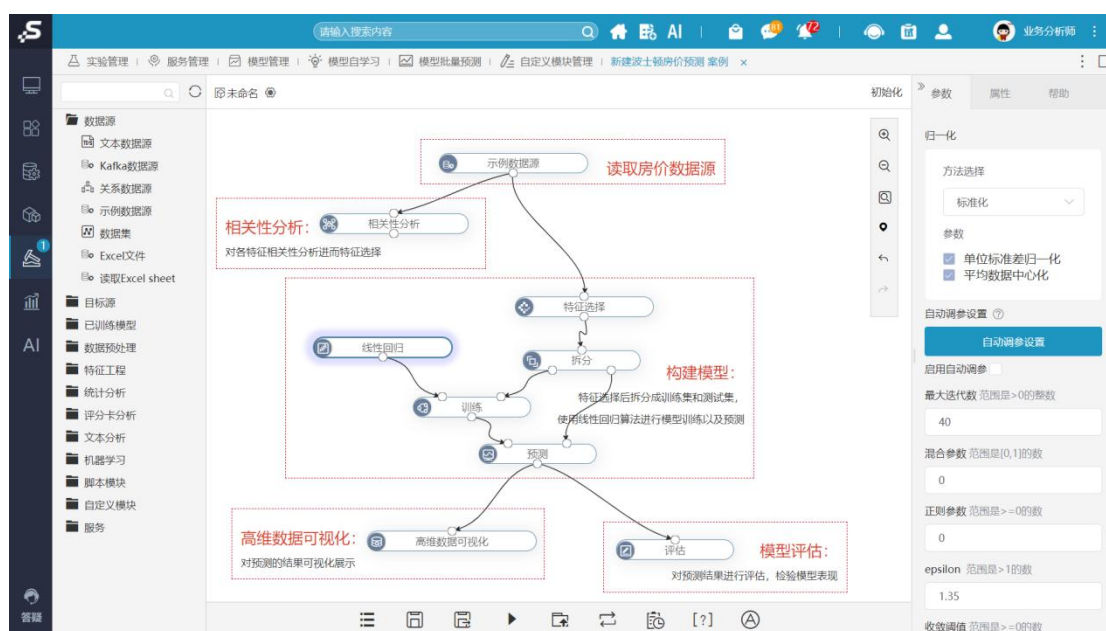 S
请输入搜索内容
AI
81
72
业务分析师
实验管理
服务管理
模型管理
模型自学习
模型批量预测
自定义模块管理
新建波士顿房价预测 案例 ×
未命名
初始化
参数
属性
帮助
1
AI
答疑
数据源
文本数据源
Kafka数据源
关系数据源
示例数据源
数据集
Excel文件
读取Excel sheet
目标源
已训练模型
数据预处理
特征工程
统计分析
评分卡分析
文本分析
机器学习
脚本模块
自定义模块
服务
示例数据源
读取房价数据源
相关性分析：
相关性分析
对各特征相关性分析进而特征选择
特征选择
线性回归
拆分
构建模型：
特征选择后拆分成训练集和测试集，
使用线性回归算法进行模型训练以及预测
训练
预测
高维数据可视化：
高维数据可视化
对预测的结果可视化展示
评估
模型评估：
对预测结果进行评估，检验模型表现
[?]
归一化
方法选择
标准化
参数
单位标准差归一化
平均数据中心化
自动调参设置
自动调参设置
启用自动调参
最大迭代数 范围是>0的整数
40
混合参数 范围是[0,1]的数
0
正则参数 范围是>=0的数
0
epsilon 范围是>1的数
1.35
收敛阈值 范围是>=0的数